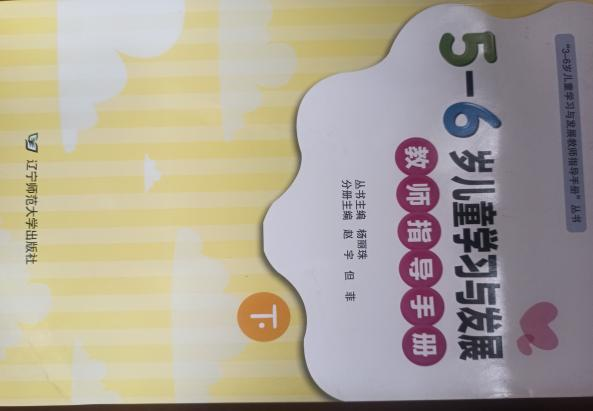 “3-6岁儿童学习与发展教师指导手册”丛书
5-6岁儿童学习与发展
教师指导手册
丛书主编 杨丽珠
分册主编 赵宇 但菲
下·
辽宁师范大学出版社